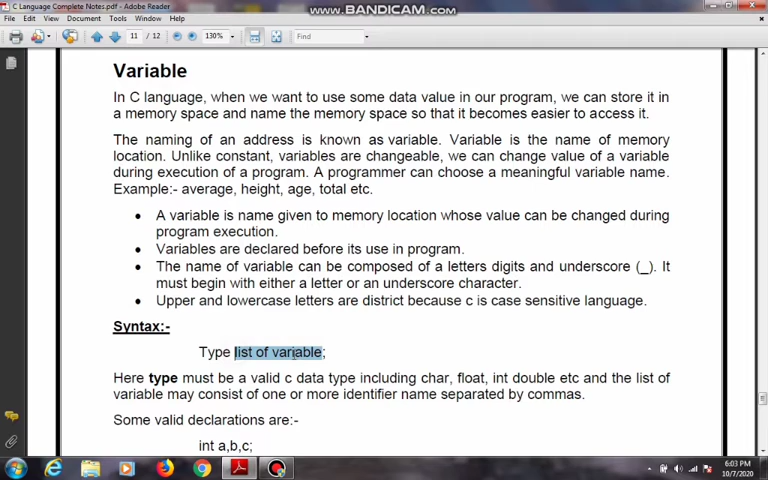 C Language Complete Notes.pdf - Adobe Reader
WWW.BANDICAM.COM
File Edit View Document Tools Window Help
11 / 12 130% Find
Variable
In C language, when we want to use some data value in our program, we can store it in
a memory space and name the memory space so that it becomes easier to access it.
The naming of an address is known as variable. Variable is the name of memory
location. Unlike constant, variables are changeable, we can change value of a variable
during execution of a program. A programmer can choose a meaningful variable name.
Example:- average, height, age, total etc.
• A variable is name given to memory location whose value can be changed during
program execution.
• Variables are declared before its use in program.
• The name of variable can be composed of a letters digits and underscore (_). It
must begin with either a letter or an underscore character.
• Upper and lowercase letters are district because c is case sensitive language.
Syntax:-
Type list of variable;
Here type must be a valid c data type including char, float, int double etc and the list of
variable may consist of one or more identifier name separated by commas.
Some valid declarations are:-
int a,b,c;
6:03 PM
10/7/2020